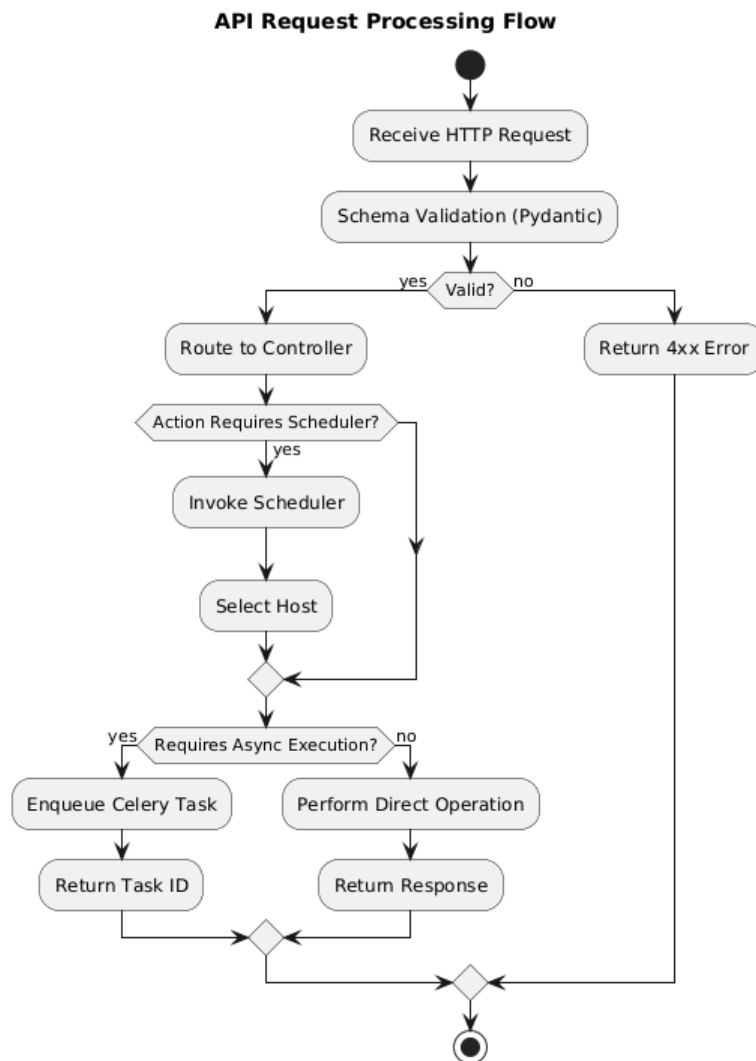 API Request Processing Flow
Receive HTTP Request
Schema Validation (Pydantic)
yes
Valid?
no
Route to Controller
Return 4xx Error
Action Requires Scheduler?
yes
Invoke Scheduler
Select Host
yes
Requires Async Execution?
no
Enqueue Celery Task
Perform Direct Operation
Return Task ID
Return Response